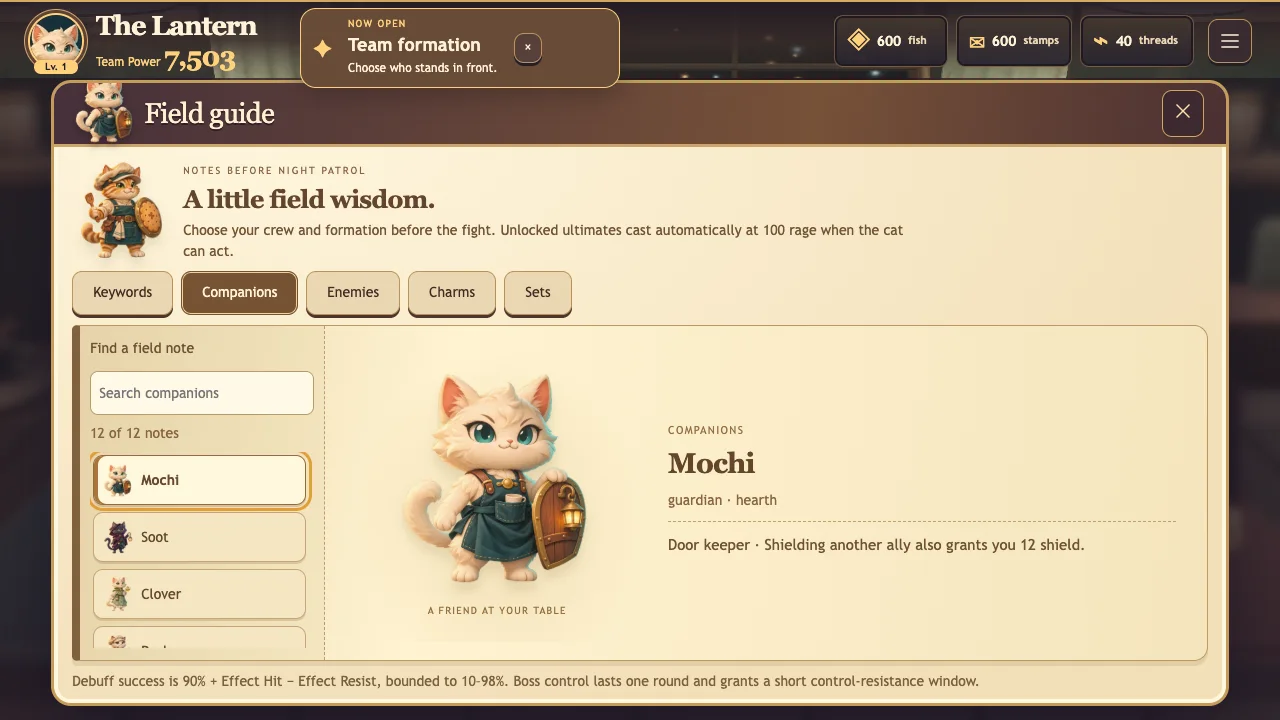 The Lantern
Team Power 7,503
Lv. 1
NOW OPEN
Team formation
Choose who stands in front.
×
600 fish
600 stamps
40 threads
Field guide
NOTES BEFORE NIGHT PATROL
A little field wisdom.
Choose your crew and formation before the fight. Unlocked ultimates cast automatically at 100 rage when the cat
can act.
Keywords
Companions
Enemies
Charms
Sets
Find a field note
Search companions
12 of 12 notes
Mochi
Soot
Clover
A FRIEND AT YOUR TABLE
COMPANIONS
Mochi
guardian · hearth
Door keeper · Shielding another ally also grants you 12 shield.
Debuff success is 90% + Effect Hit − Effect Resist, bounded to 10–98%. Boss control lasts one round and grants a short control-resistance window.